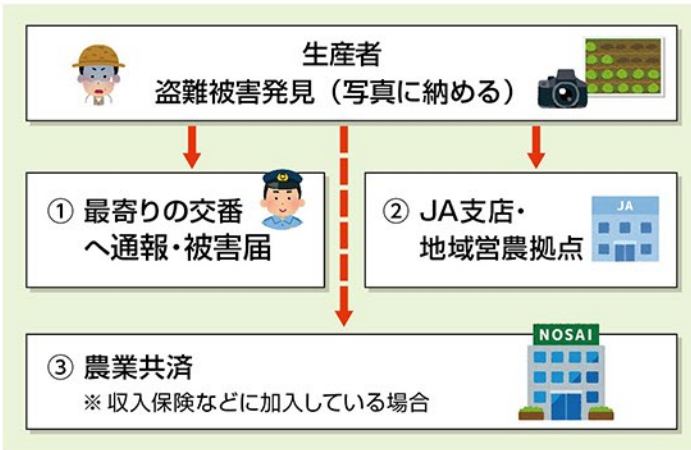 生産者
盗難被害発見（写真に納める）
① 最寄りの交番
へ通報・被害届
② JA支店・
地域営農拠点
JA
③ 農業共済
※ 収入保険などに加入している場合
NOSAI